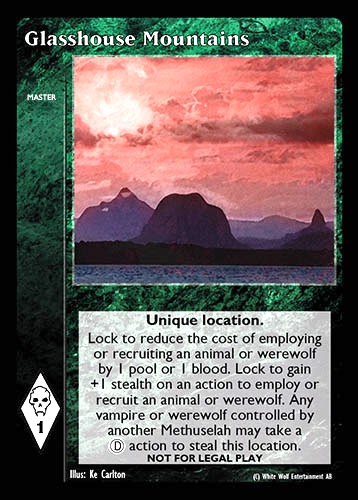 Glasshouse Mountains
MASTER
Unique location.
Lock to reduce the cost of employing
or recruiting an animal or werewolf
by 1 pool or 1 blood. Lock to gain
+1 stealth on an action to employ or
recruit an animal or werewolf. Any
vampire or werewolf controlled by
another Methuselah may take a
Ⓓ action to steal this location.
NOT FOR LEGAL PLAY
1
Illus: Ke Carlton
(C) White Wolf Entertainment AB